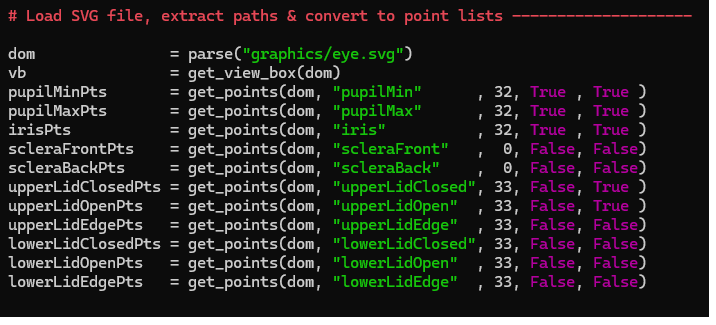 # Load SVG file, extract paths & convert to point lists -------------------
dom               = parse("graphics/eye.svg")
vb                = get_view_box(dom)
pupilMinPts       = get_points(dom, "pupilMin"      , 32, True , True )
pupilMaxPts       = get_points(dom, "pupilMax"      , 32, True , True )
irisPts           = get_points(dom, "iris"          , 32, True , True )
scleraFrontPts    = get_points(dom, "scleraFront"   ,  0, False, False)
scleraBackPts     = get_points(dom, "scleraBack"    ,  0, False, False)
upperLidClosedPts = get_points(dom, "upperLidClosed", 33, False, True )
upperLidOpenPts   = get_points(dom, "upperLidOpen"  , 33, False, True )
upperLidEdgePts   = get_points(dom, "upperLidEdge"  , 33, False, False)
lowerLidClosedPts = get_points(dom, "lowerLidClosed", 33, False, False)
lowerLidOpenPts   = get_points(dom, "lowerLidOpen"  , 33, False, False)
lowerLidEdgePts   = get_points(dom, "lowerLidEdge"  , 33, False, False)